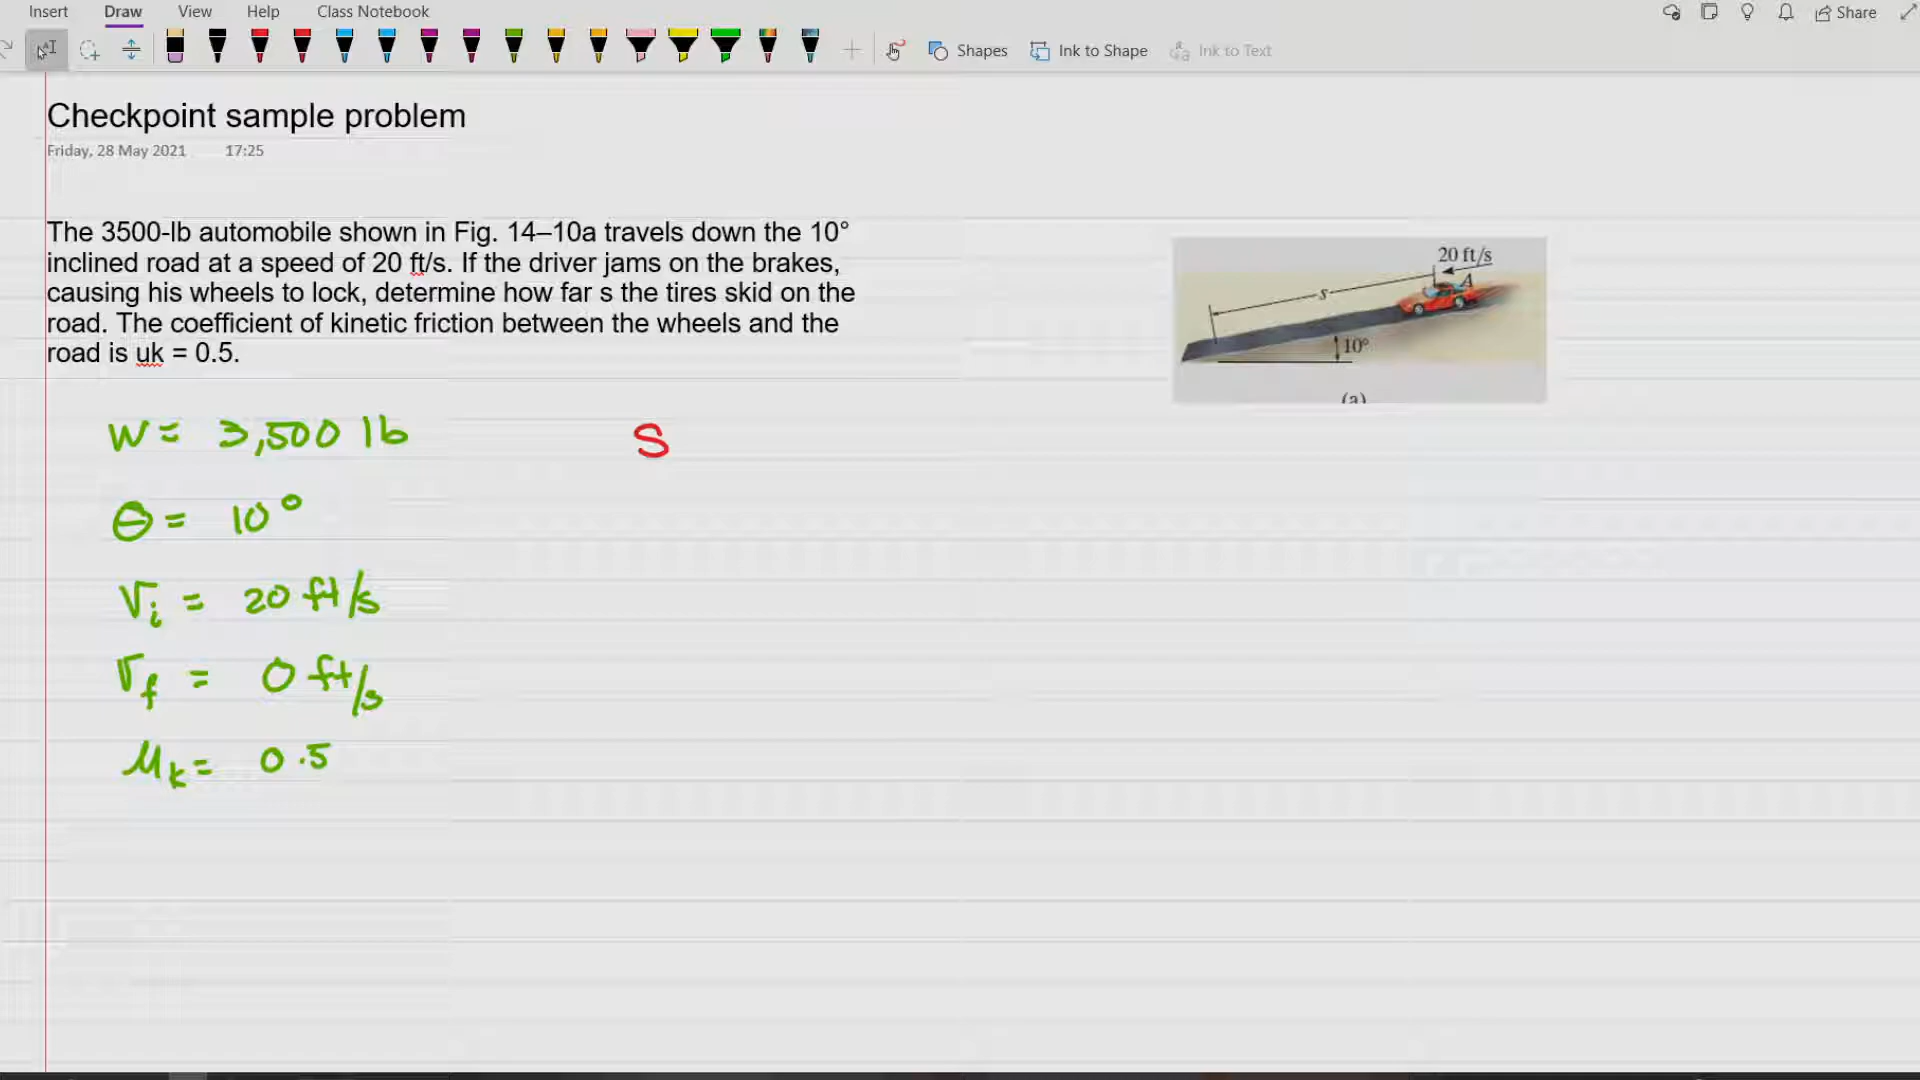 Insert Draw View Help Class Notebook Share
Shapes Ink to Shape Ink to Text
Checkpoint sample problem
Friday, 28 May 2021 17:25
The 3500-lb automobile shown in Fig. 14–10a travels down the 10°
inclined road at a speed of 20 ft/s. If the driver jams on the brakes,
causing his wheels to lock, determine how far s the tires skid on the
road. The coefficient of kinetic friction between the wheels and the
road is uk = 0.5.
20 ft/s
A
s
10°
(a)
W = 3,500 lb
S
θ = 10°
Vi = 20 ft/s
Vf = 0 ft/s
μk = 0.5